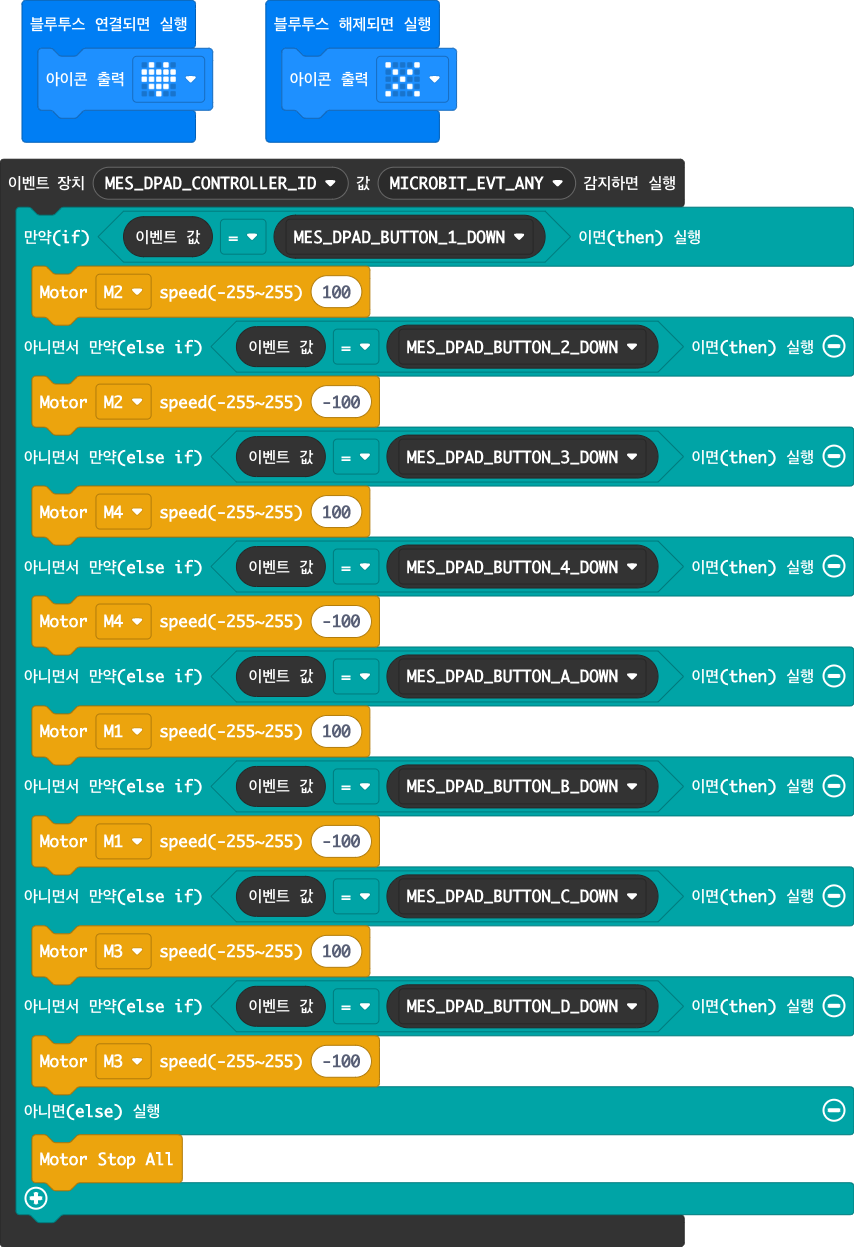 블루투스 연결되면 실행
아이콘 출력
블루투스 해제되면 실행
아이콘 출력
이벤트 장치 MES_DPAD_CONTROLLER_ID 값 MICROBIT_EVT_ANY 감지하면 실행
만약(if) 이벤트 값 = MES_DPAD_BUTTON_1_DOWN 이면(then) 실행
Motor M2 speed(-255~255) 100
아니면서 만약(else if) 이벤트 값 = MES_DPAD_BUTTON_2_DOWN 이면(then) 실행
Motor M2 speed(-255~255) -100
아니면서 만약(else if) 이벤트 값 = MES_DPAD_BUTTON_3_DOWN 이면(then) 실행
Motor M4 speed(-255~255) 100
아니면서 만약(else if) 이벤트 값 = MES_DPAD_BUTTON_4_DOWN 이면(then) 실행
Motor M4 speed(-255~255) -100
아니면서 만약(else if) 이벤트 값 = MES_DPAD_BUTTON_A_DOWN 이면(then) 실행
Motor M1 speed(-255~255) 100
아니면서 만약(else if) 이벤트 값 = MES_DPAD_BUTTON_B_DOWN 이면(then) 실행
Motor M1 speed(-255~255) -100
아니면서 만약(else if) 이벤트 값 = MES_DPAD_BUTTON_C_DOWN 이면(then) 실행
Motor M3 speed(-255~255) 100
아니면서 만약(else if) 이벤트 값 = MES_DPAD_BUTTON_D_DOWN 이면(then) 실행
Motor M3 speed(-255~255) -100
아니면(else) 실행
Motor Stop All